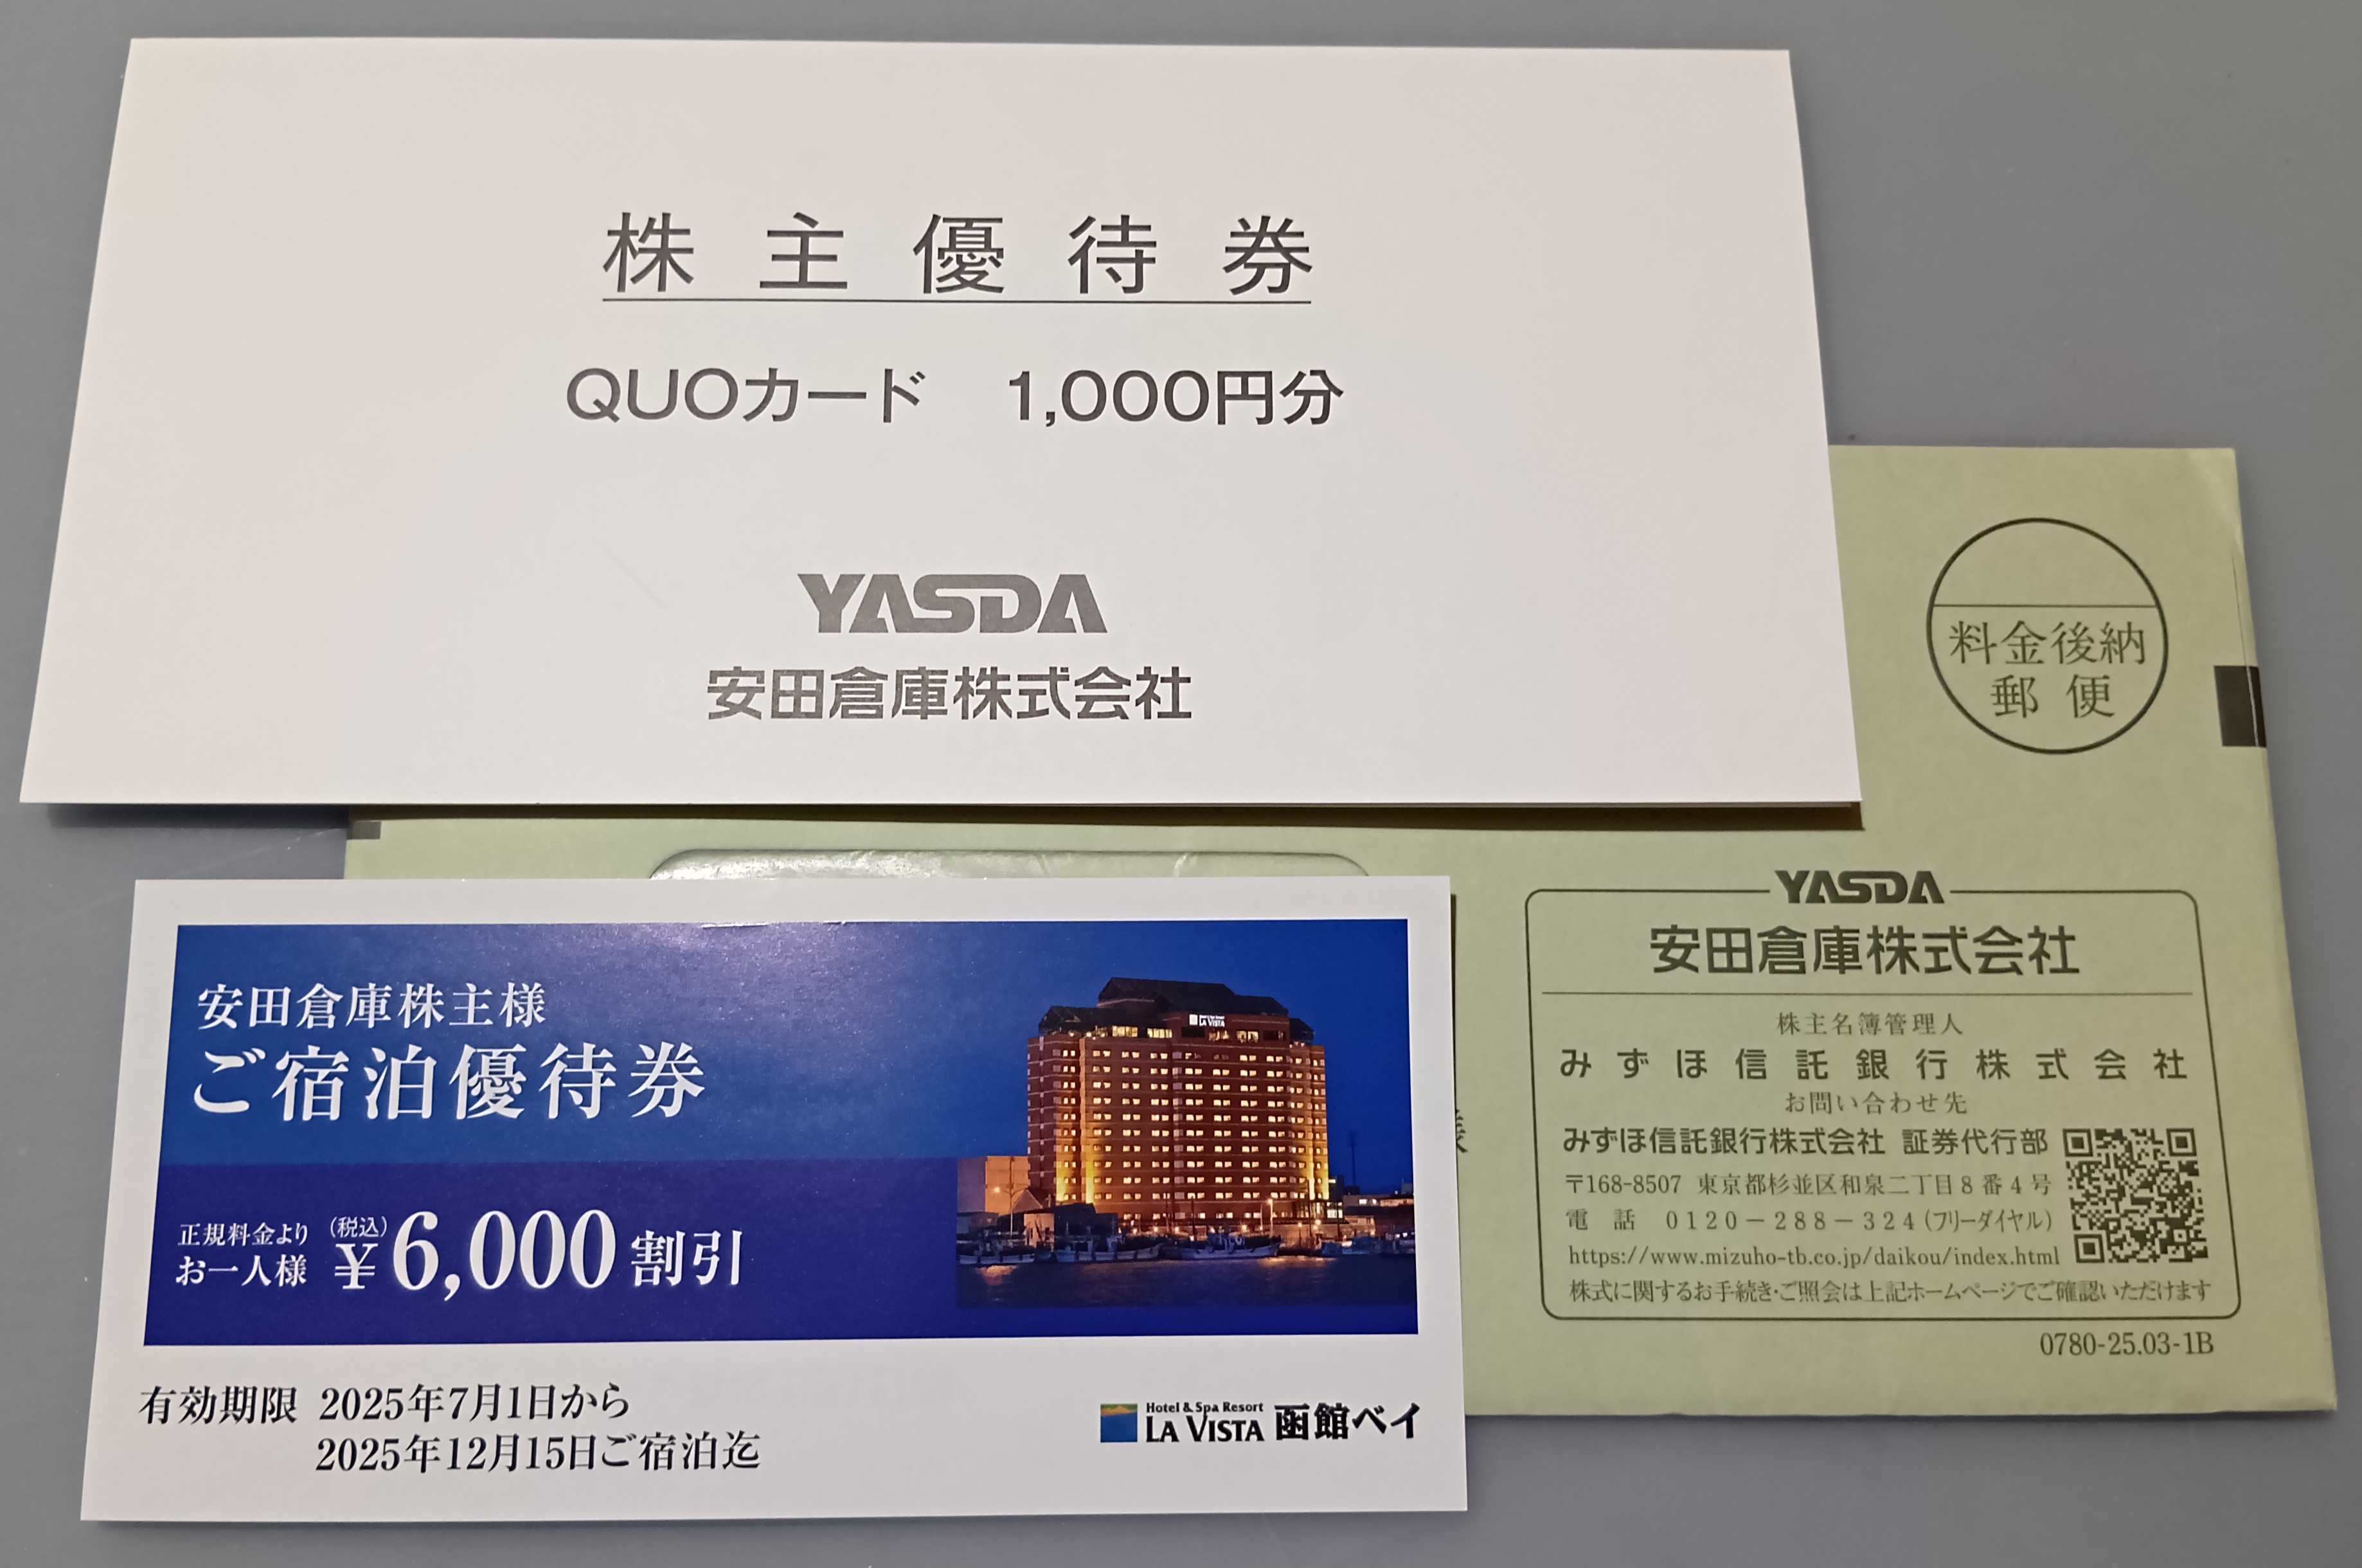 株主優待券
QUOカード 1,000円分
YASDA
安田倉庫株式会社
料金後納
郵便
YASDA
安田倉庫株式会社
株主名簿管理人
みずほ信託銀行株式会社
お問い合わせ先
みずほ信託銀行株式会社 証券代行部
〒168-8507 東京都杉並区和泉二丁目8番4号
電話 0120-288-324(フリーダイヤル)
https://www.mizuho-tb.co.jp/daikou/index.html
株式に関するお手続き・ご照会は上記ホームページでご確認いただけます
0780-25.03-1B
安田倉庫株主様
ご宿泊優待券
正規料金より
お一人様
(税込)
¥6,000割引
LA VISTA
有効期限 2025年7月1日から
2025年12月15日ご宿泊迄
Hotel & Spa Resort
LA VISTA 函館ベイ